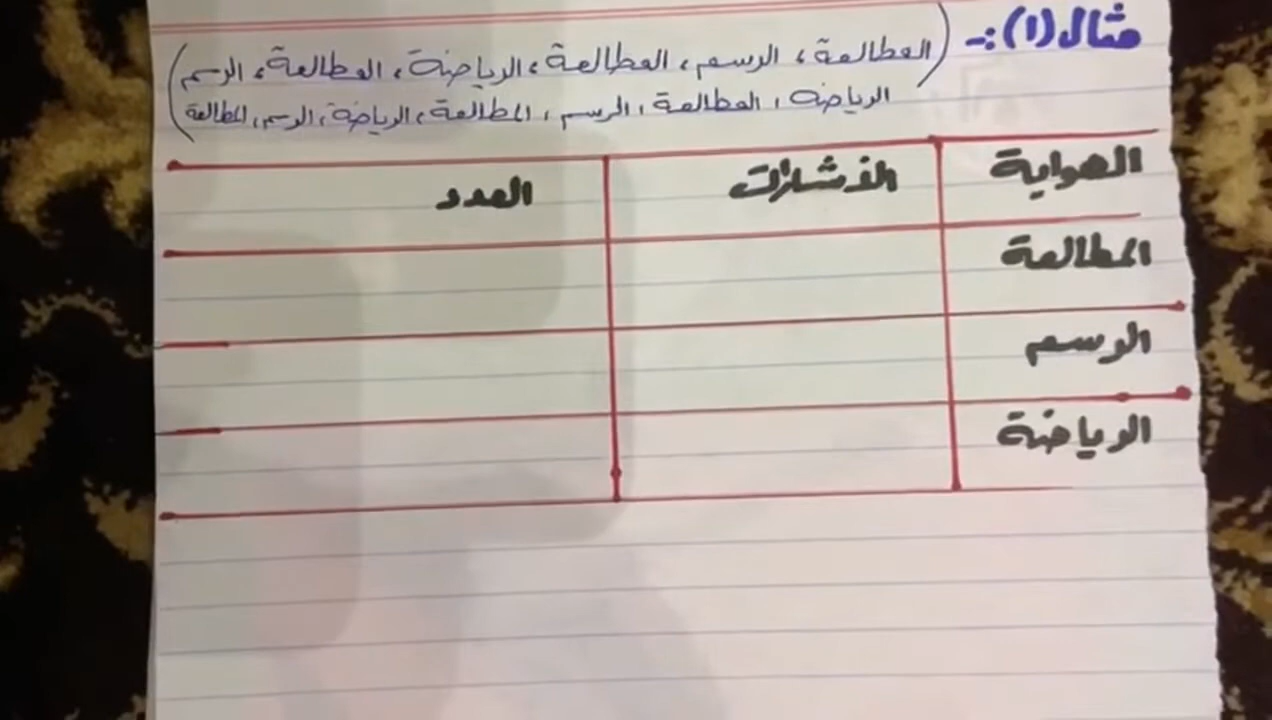 مثال (١) :-
(المطالعة ، الرسم ، المطالعة ، الرياضة ، المطالعة ، الرسم
الرياضة ، المطالعة ، الرسم ، المطالعة ، الرياضة ، الرسم ، المطالعة)
الهواية الأشارات العدد
المطالعة
الرسم
الرياضة